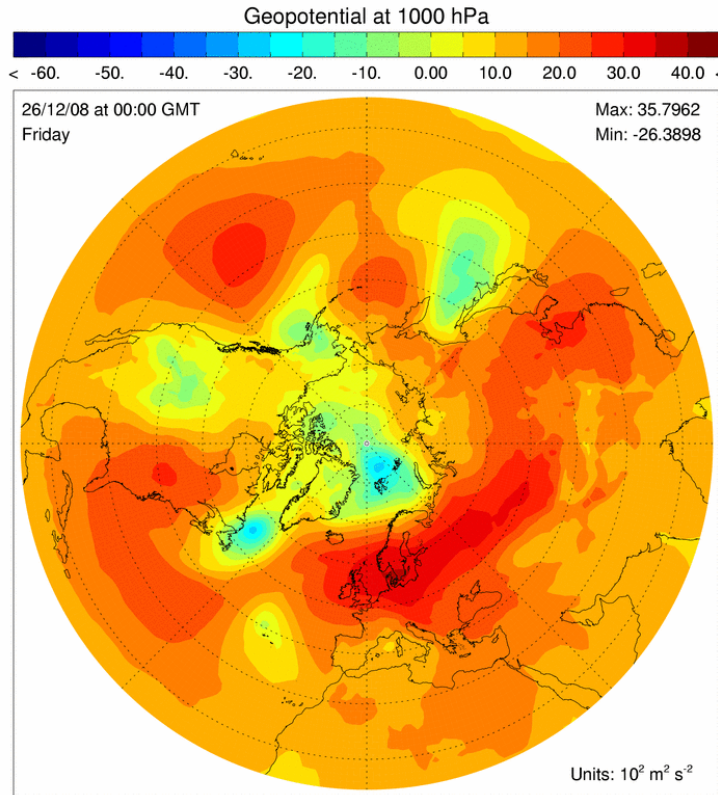 Geopotential at 1000 hPa
< -60. -50. -40. -30. -20. -10. 0.00 10.0 20.0 30.0 40.0 <
26/12/08 at 00:00 GMT Max: 35.7962
Friday Min: -26.3898
Units: 10² m² s⁻²